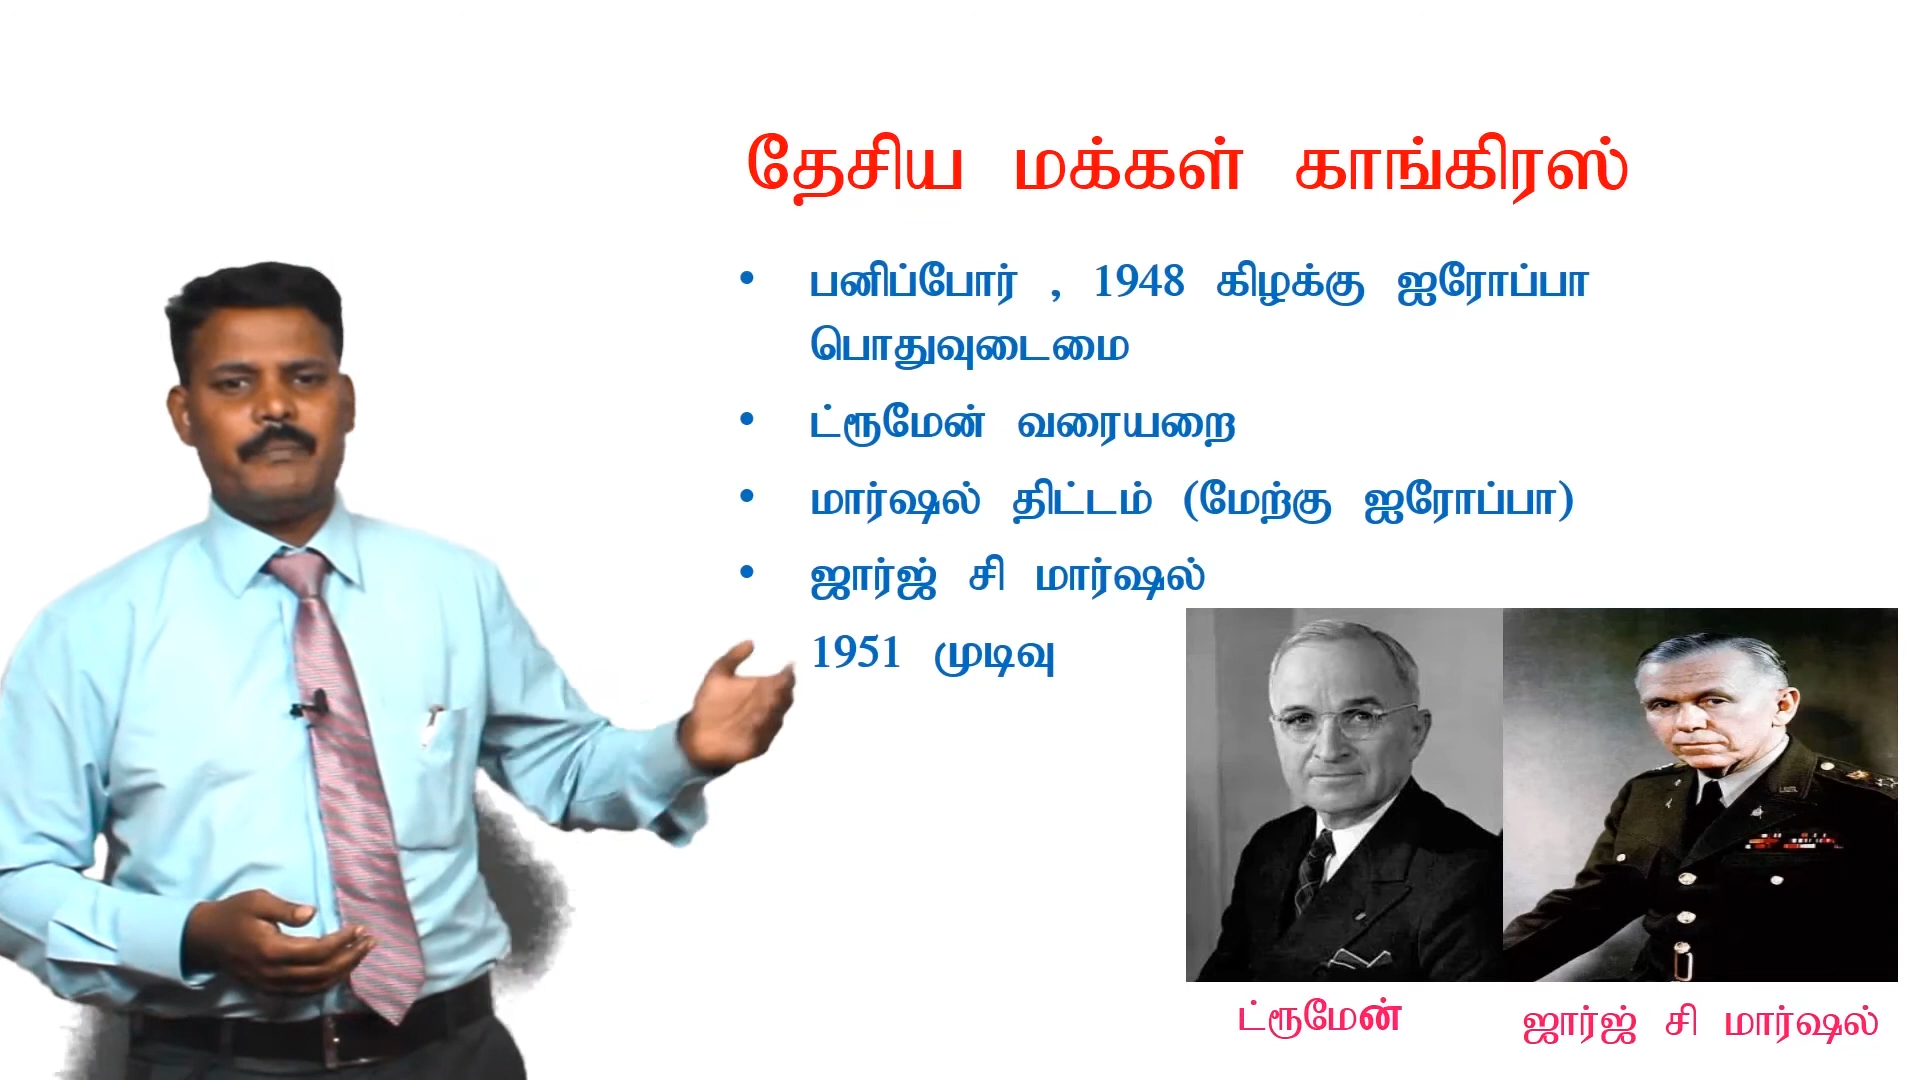 தேசிய மக்கள் காங்கிரஸ்
• பனிப்போர் , 1948 கிழக்கு ஐரோப்பா
பொதுவுடைமை
• ட்ரூமேன் வரையறை
• மார்ஷல் திட்டம் (மேற்கு ஐரோப்பா)
• ஜார்ஜ் சி மார்ஷல்
1951 முடிவு
ட்ரூமேன்
ஜார்ஜ் சி மார்ஷல்